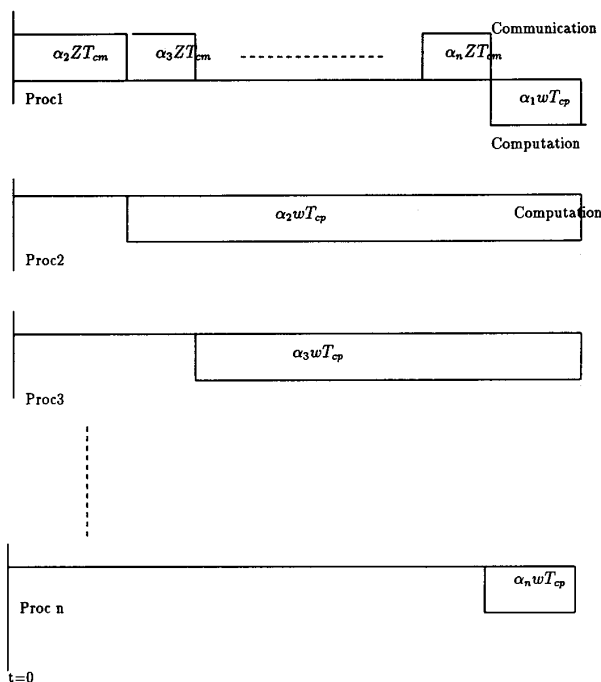 Communication
α₂ZT_cm α₃ZT_cm α_nZT_cm
α₁wT_cp
Proc1
Computation
α₂wT_cp Computation
Proc2
α₃wT_cp
Proc3
α_nwT_cp
Proc n
t=0